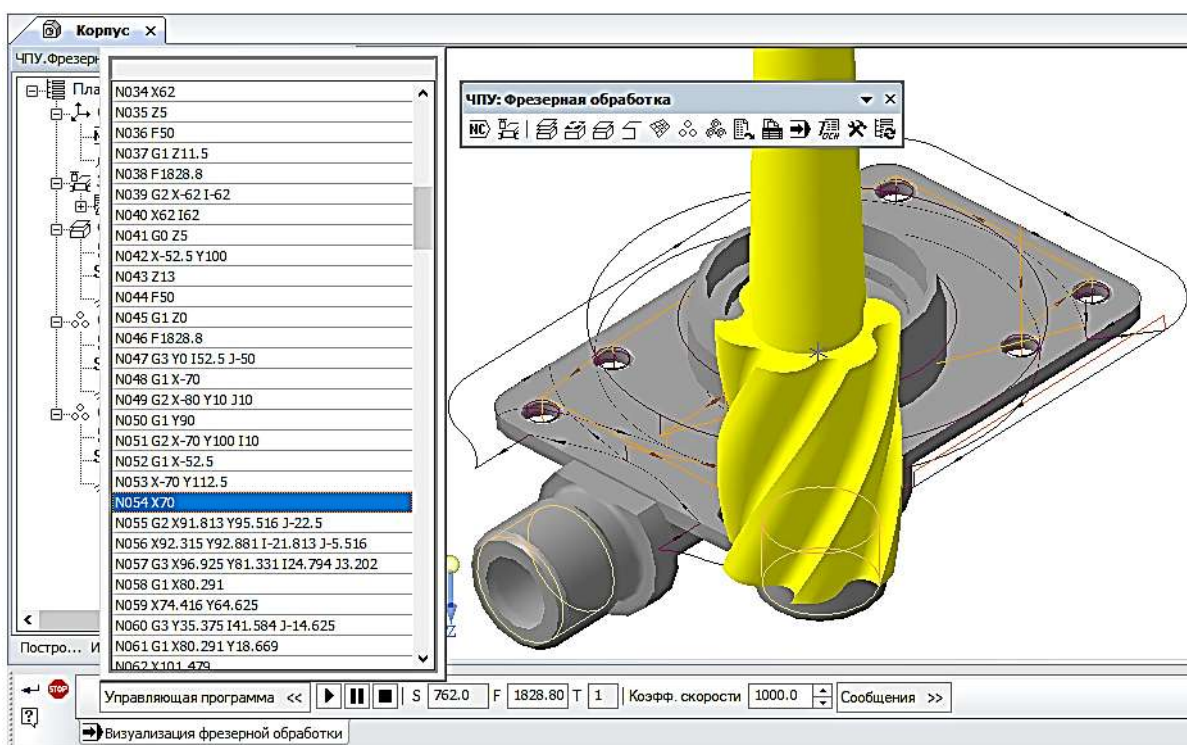 Корпус
ЧПУ.Фрезерн
Пла
N034 X62
N035 Z5
N036 F50
N037 G1 Z11.5
N038 F1828.8
N039 G2 X-62 I-62
N040 X62 I62
N041 G0 Z5
N042 X-52.5 Y100
N043 Z13
N044 F50
N045 G1 Z0
N046 F1828.8
N047 G3 Y0 I52.5 J-50
N048 G1 X-70
N049 G2 X-80 Y10 J10
N050 G1 Y90
N051 G2 X-70 Y100 I10
N052 G1 X-52.5
N053 X-70 Y112.5
N054 X70
N055 G2 X91.813 Y95.516 J-22.5
N056 X92.315 Y92.881 I-21.813 J-5.516
N057 G3 X96.925 Y81.331 I24.794 J3.202
N058 G1 X80.291
N059 X74.416 Y64.625
N060 G3 Y35.375 I41.584 J-14.625
N061 G1 X80.291 Y18.669
N062 X101.479
ЧПУ: Фрезерная обработка
NC
Z
Постро... И
STOP
Управляющая программа << S 762.0 F 1828.80 T 1 Коэфф. скорости 1000.0 Сообщения >>
Визуализация фрезерной обработки